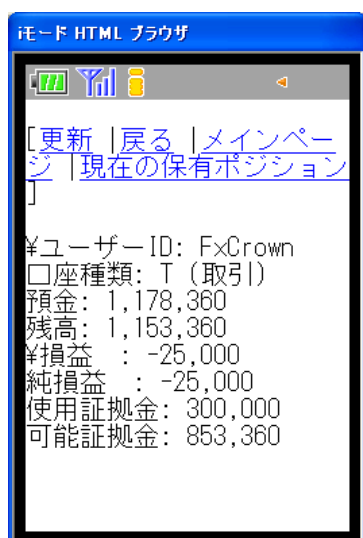 iモード HTML ブラウザ
[更新 |戻る |メインペー
ジ |現在の保有ポジション
]
¥ユーザーID: FxCrown
口座種類: T (取引)
預金: 1,178,360
残高: 1,153,360
¥損益 : -25,000
純損益 : -25,000
使用証拠金: 300,000
可能証拠金: 853,360